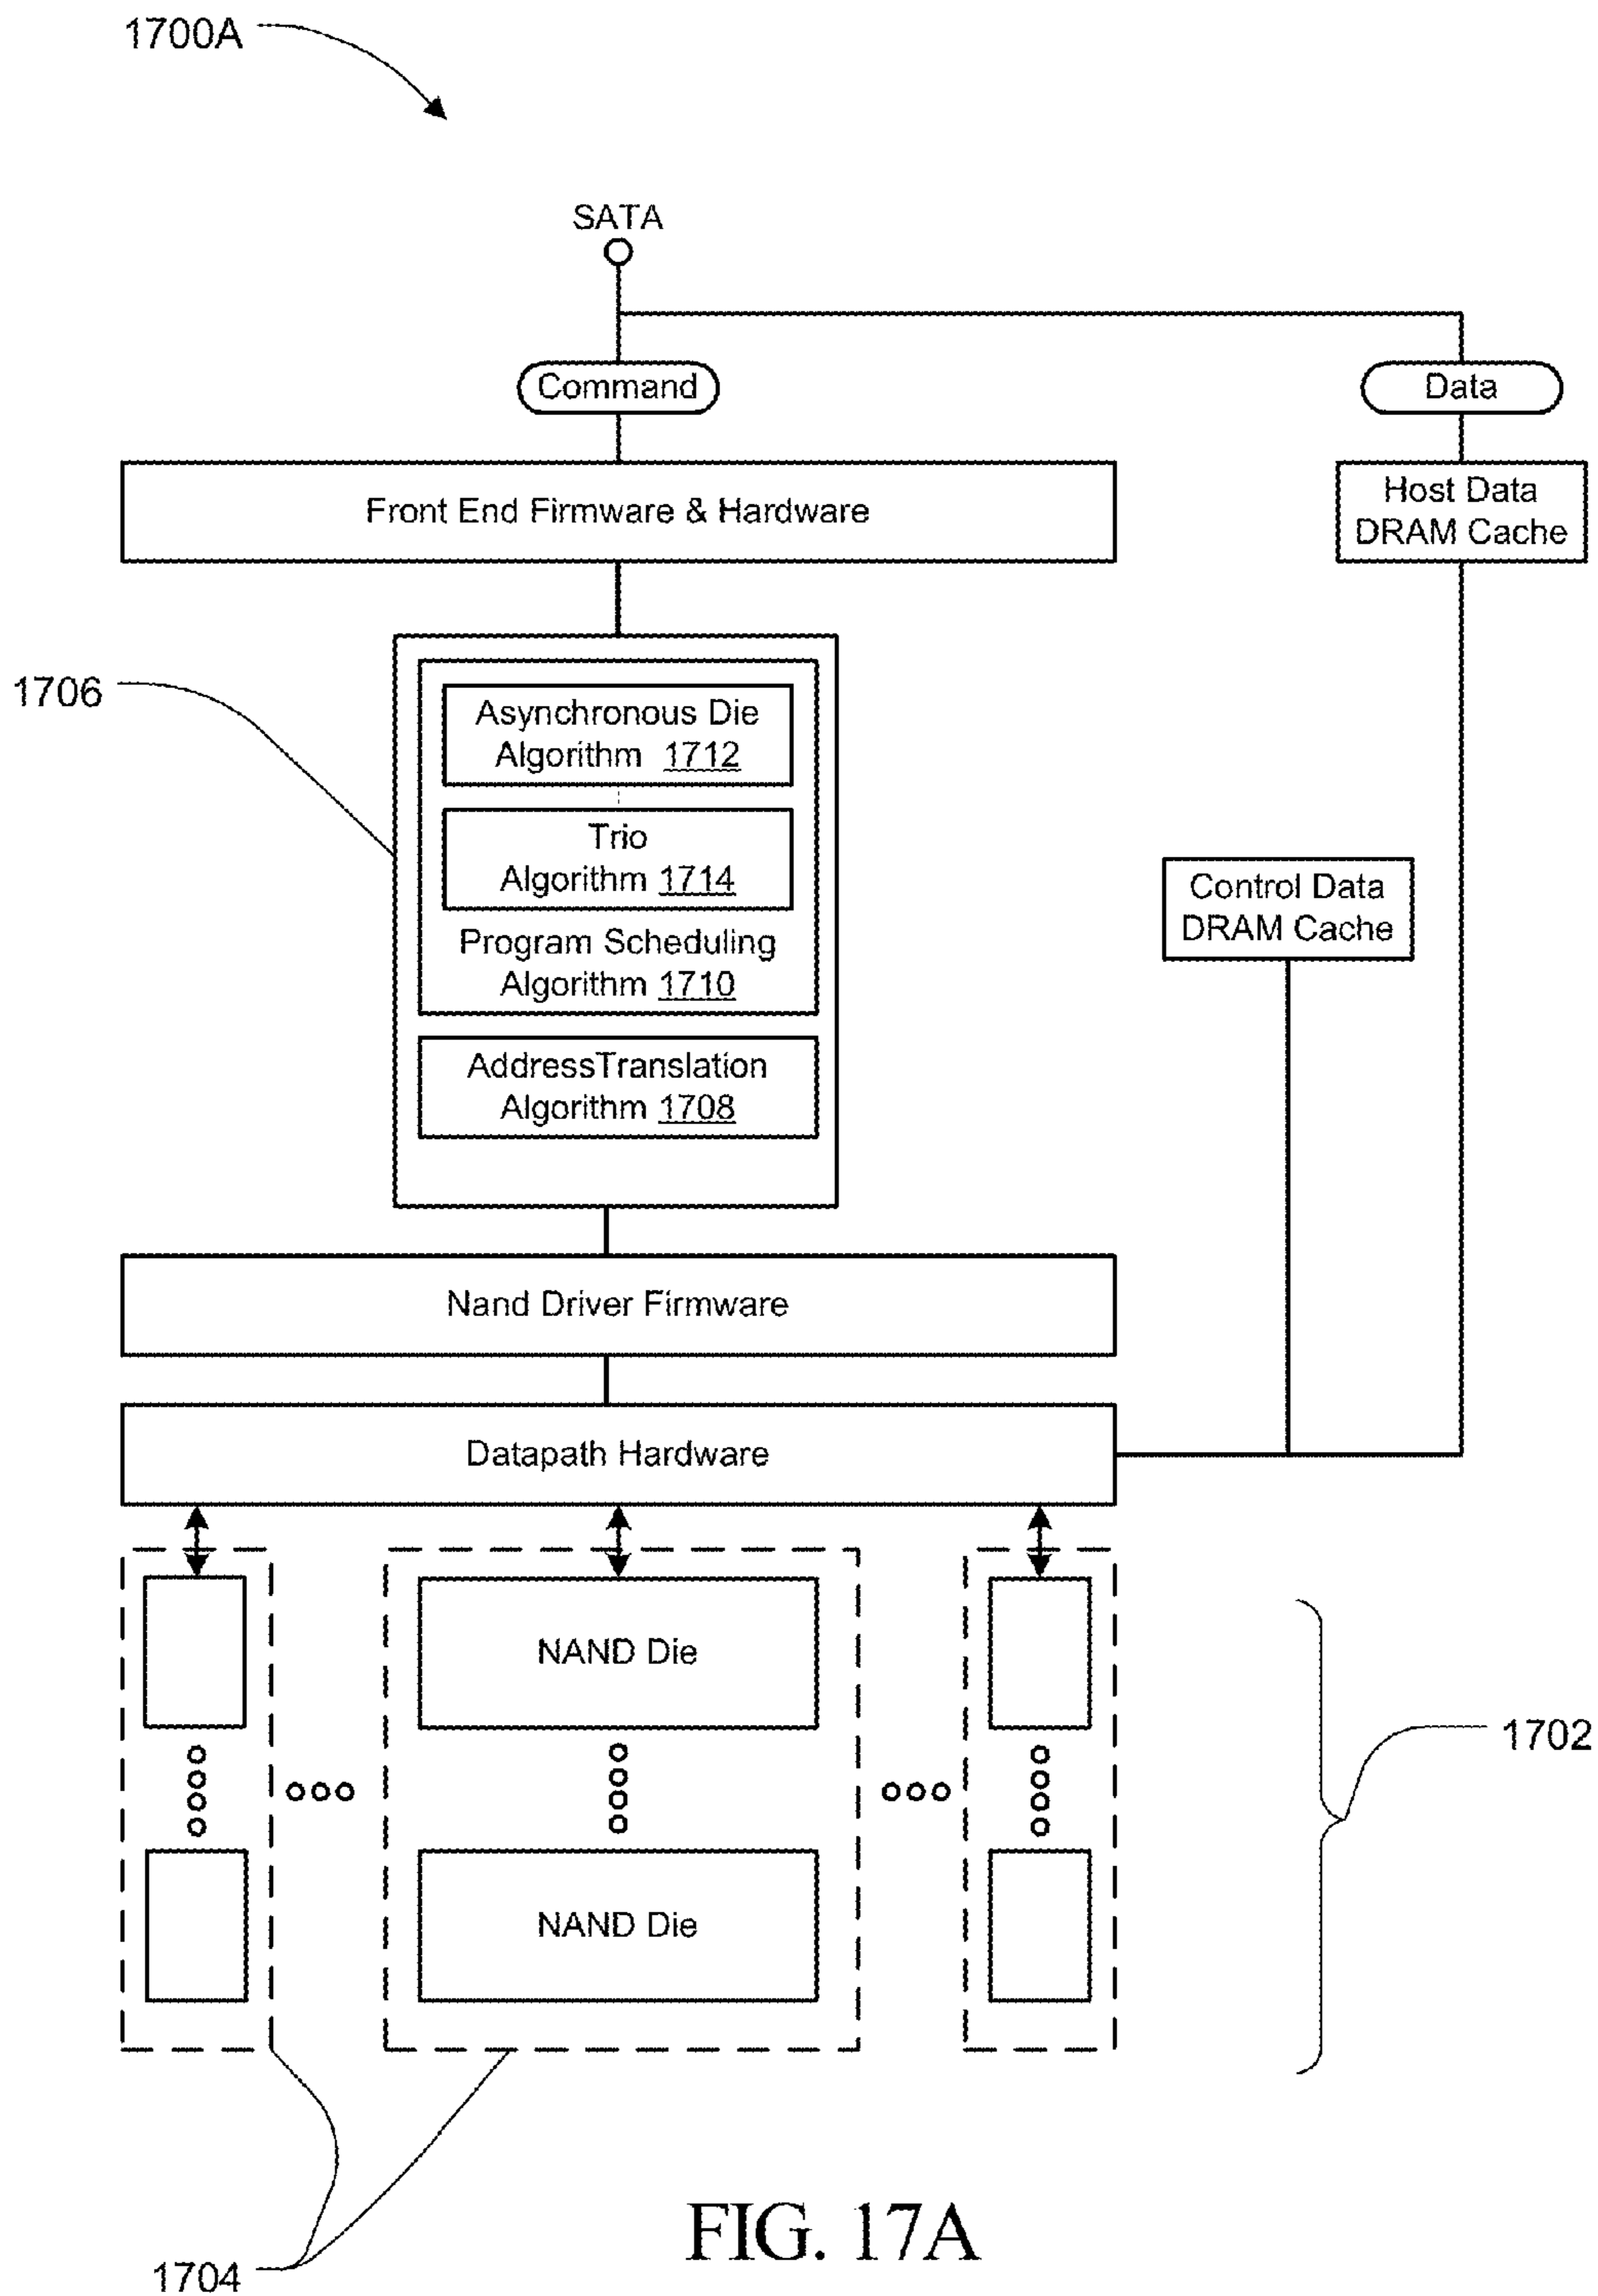 1700A
SATA
Command
Data
Front End Firmware & Hardware
Host Data
DRAM Cache
1706
Asynchronous Die
Algorithm 1712
Trio
Algorithm 1714
Program Scheduling
Algorithm 1710
Control Data
DRAM Cache
AddressTranslation
Algorithm 1708
Nand Driver Firmware
Datapath Hardware
NAND Die
1702
NAND Die
1704
FIG. 17A